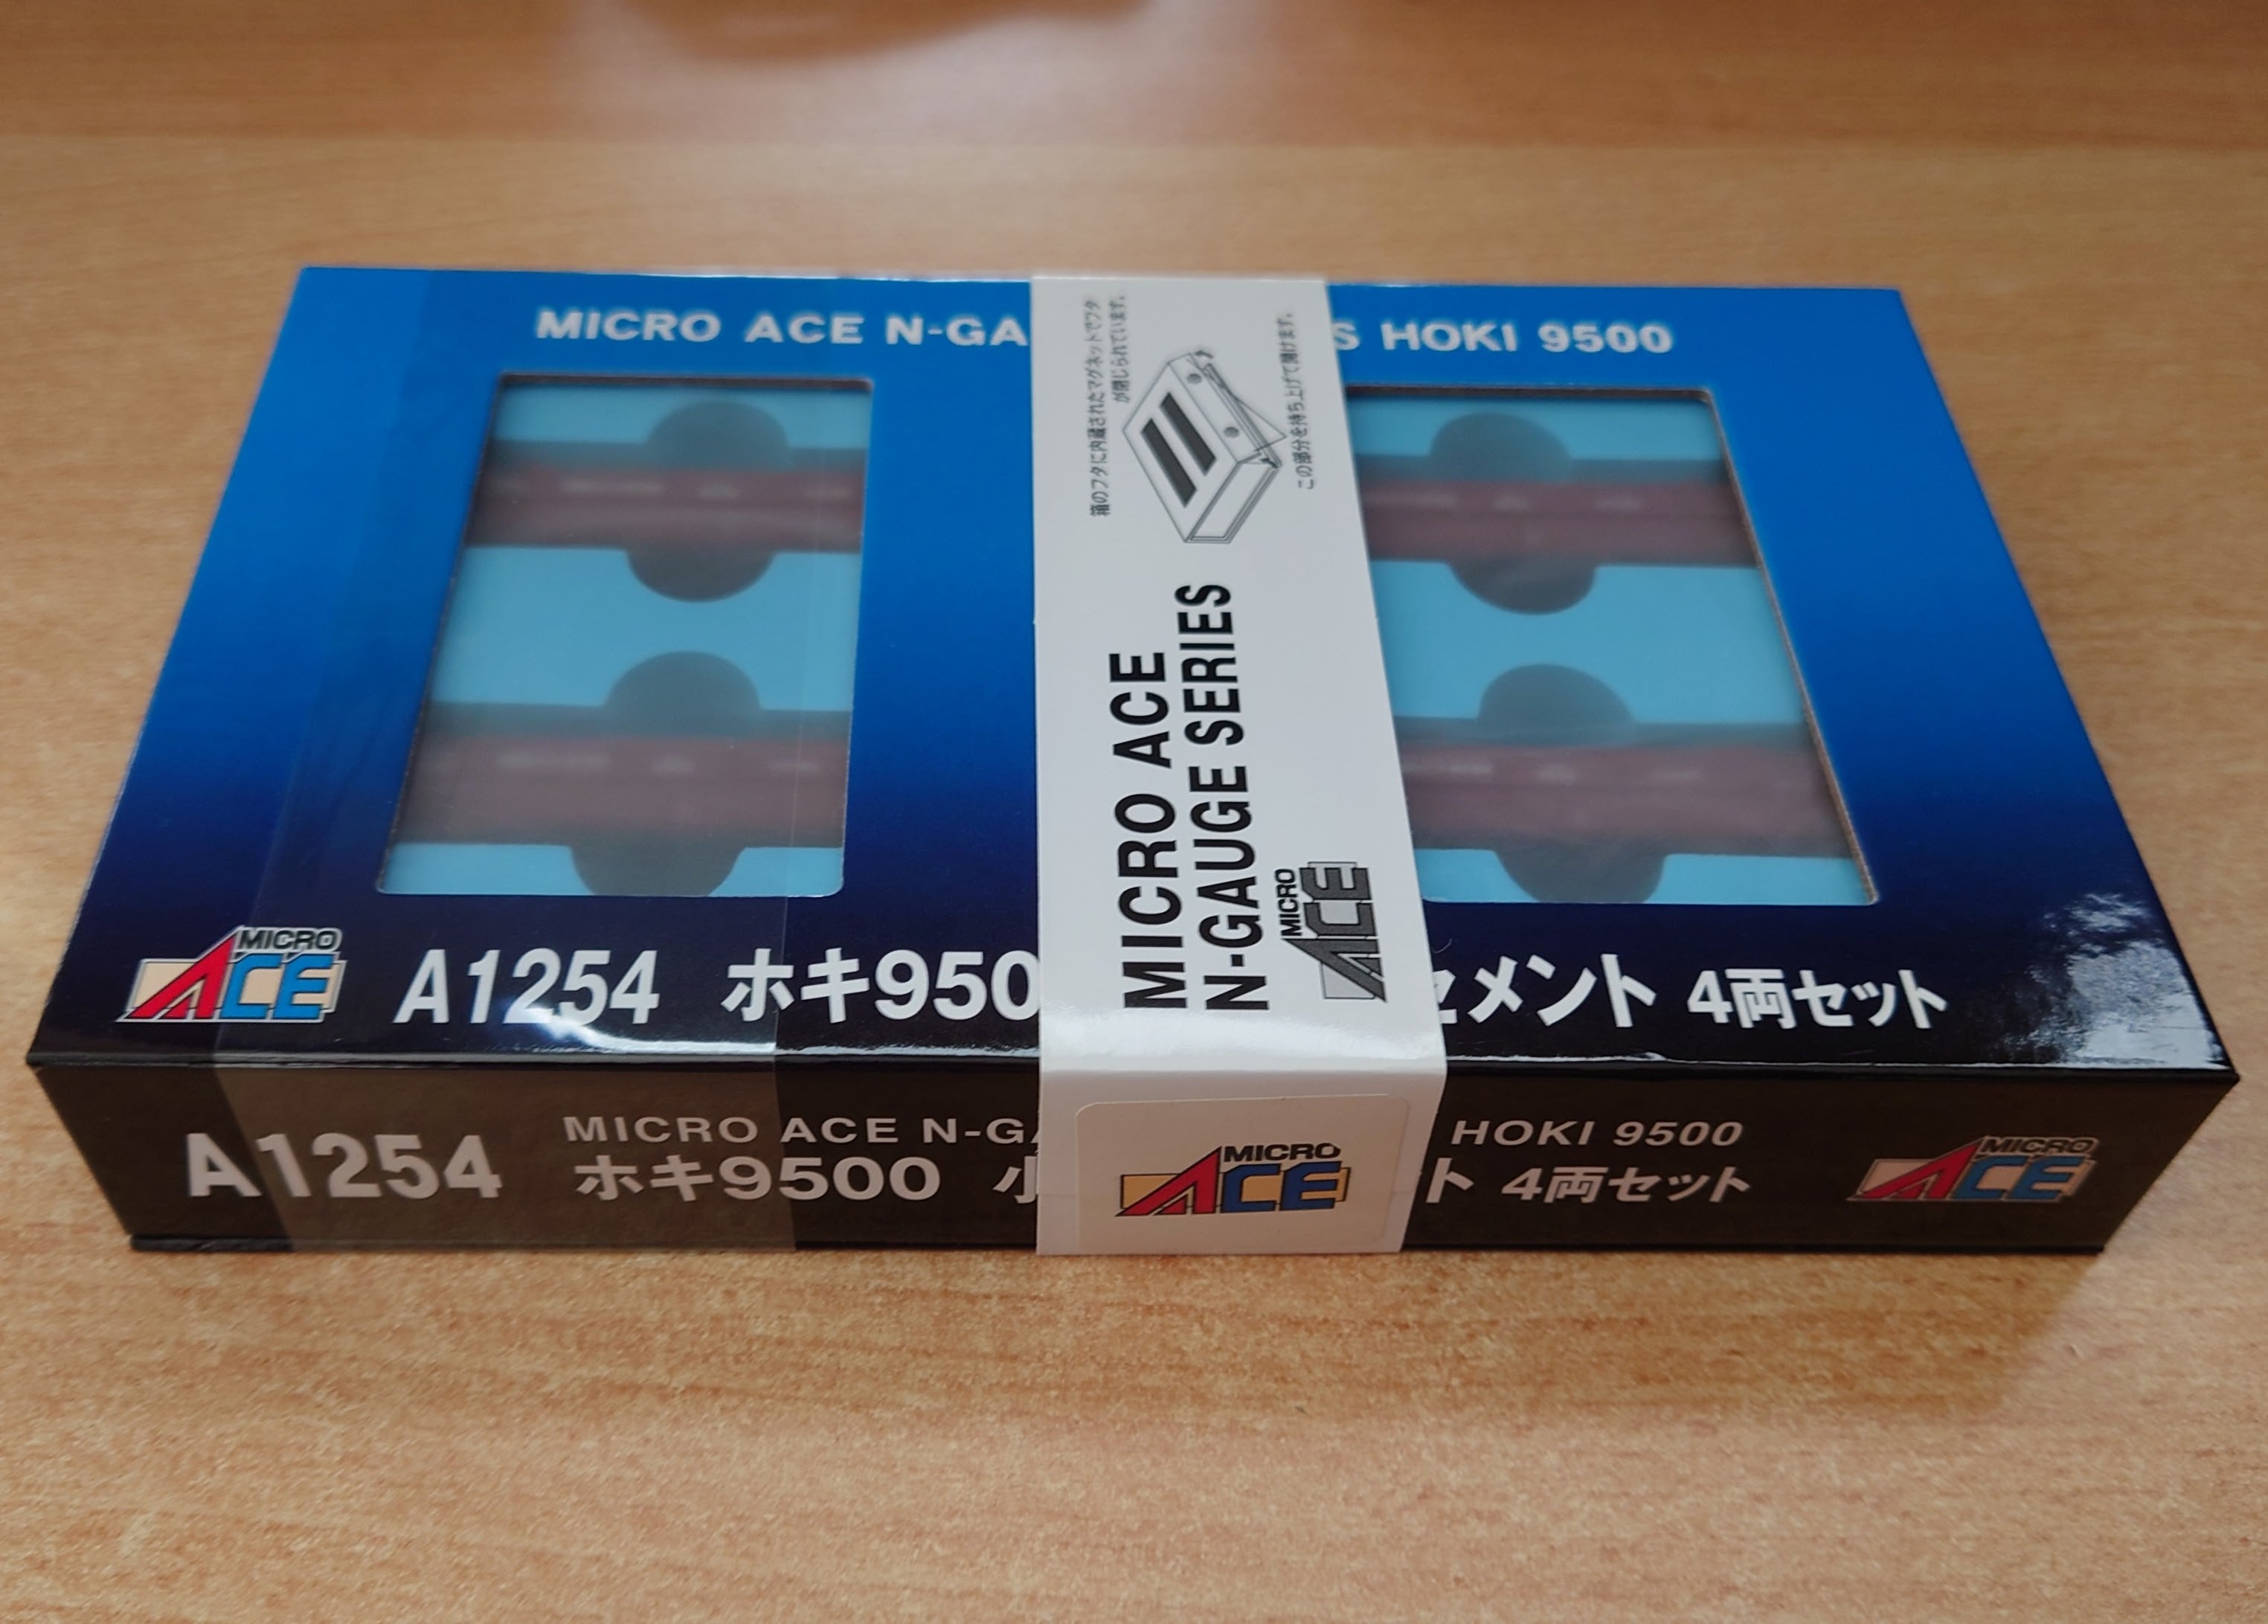 MICRO ACE N-GA
S HOKI 9500
箱のフタに内蔵されたマグネットでフタ
が閉じられています。
この部分を持ち上げて開けます。
MICRO ACE
N-GAUGE SERIES
MICRO
ACE
MICRO
ACE
A1254 ホキ950
セメント 4両セット
A1254
MICRO ACE N-GA
HOKI 9500
ホキ9500 小
ト 4両セット
MICRO
ACE
MICRO
ACE